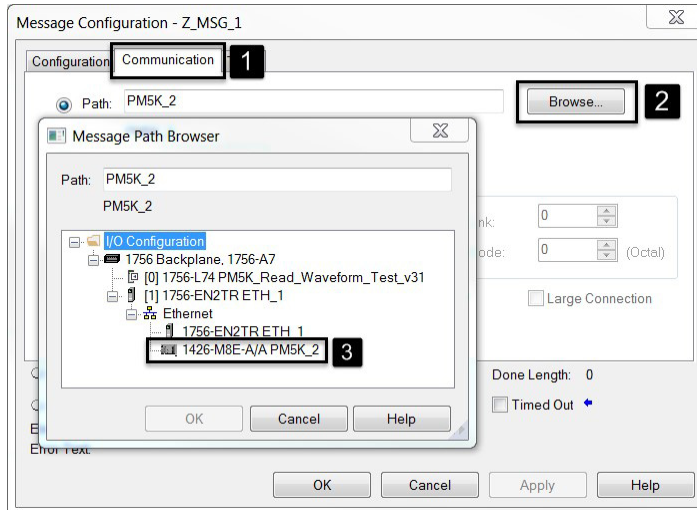 Message Configuration - Z_MSG_1
Configuration Communication 1
Path: PM5K_2 Browse... 2
Message Path Browser
Path: PM5K_2
PM5K_2
I/O Configuration
1756 Backplane, 1756-A7
[0] 1756-L74 PM5K_Read_Waveform_Test_v31
[1] 1756-EN2TR ETH_1
Ethernet
1756-EN2TR ETH_1
1426-M8E-A/A PM5K_2 3
OK Cancel Help
nk: 0
ode: 0 (Octal)
Large Connection
Done Length: 0
Timed Out
E
Error Text:
OK Cancel Apply Help